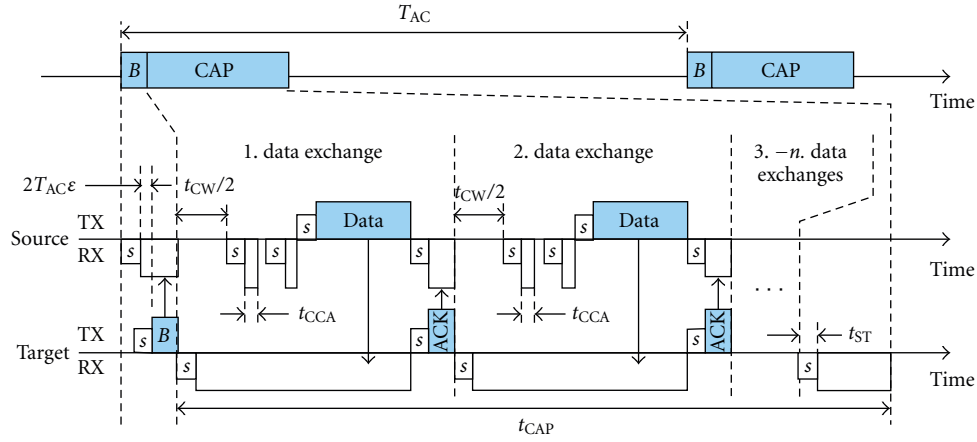 T_AC
B CAP B CAP
Time
1. data exchange 2. data exchange 3. −n. data exchanges
2T_AC ε t_CW/2 t_CW/2
TX s Data s Data
Source
RX s s s s s s s
Time
t_CCA t_CCA . . .
TX s B s ACK s ACK t_ST
Target
RX s s s
Time
t_CAP